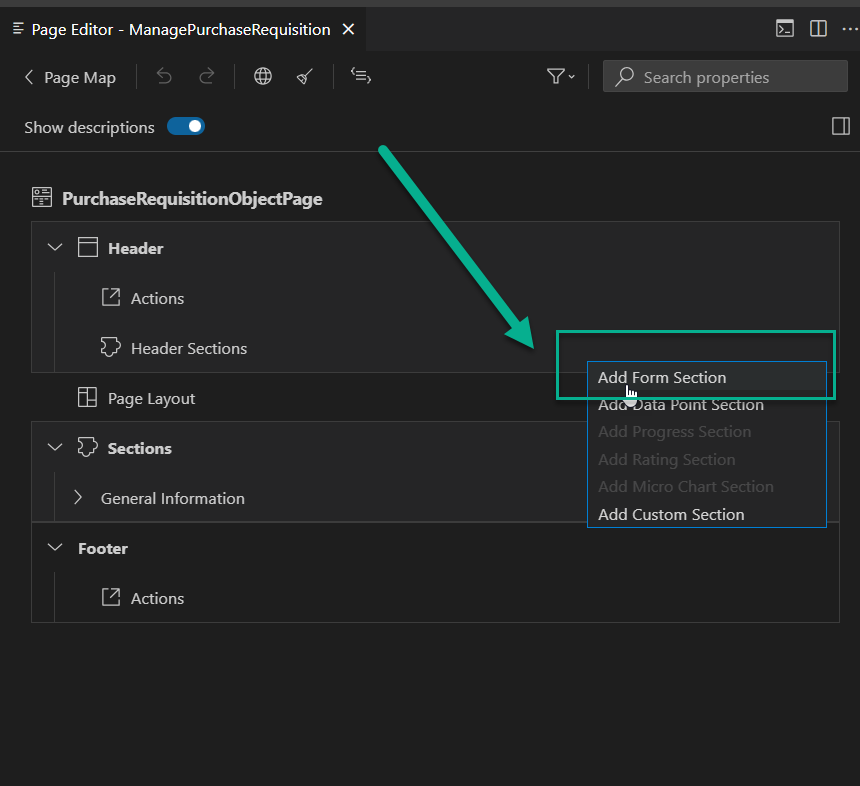 Page Editor - ManagePurchaseRequisition
Page Map
Search properties
Show descriptions
PurchaseRequisitionObjectPage
Header
Actions
Header Sections
Add Form Section
Page Layout
Add Data Point Section
Add Progress Section
Sections
Add Rating Section
Add Micro Chart Section
General Information
Add Custom Section
Footer
Actions